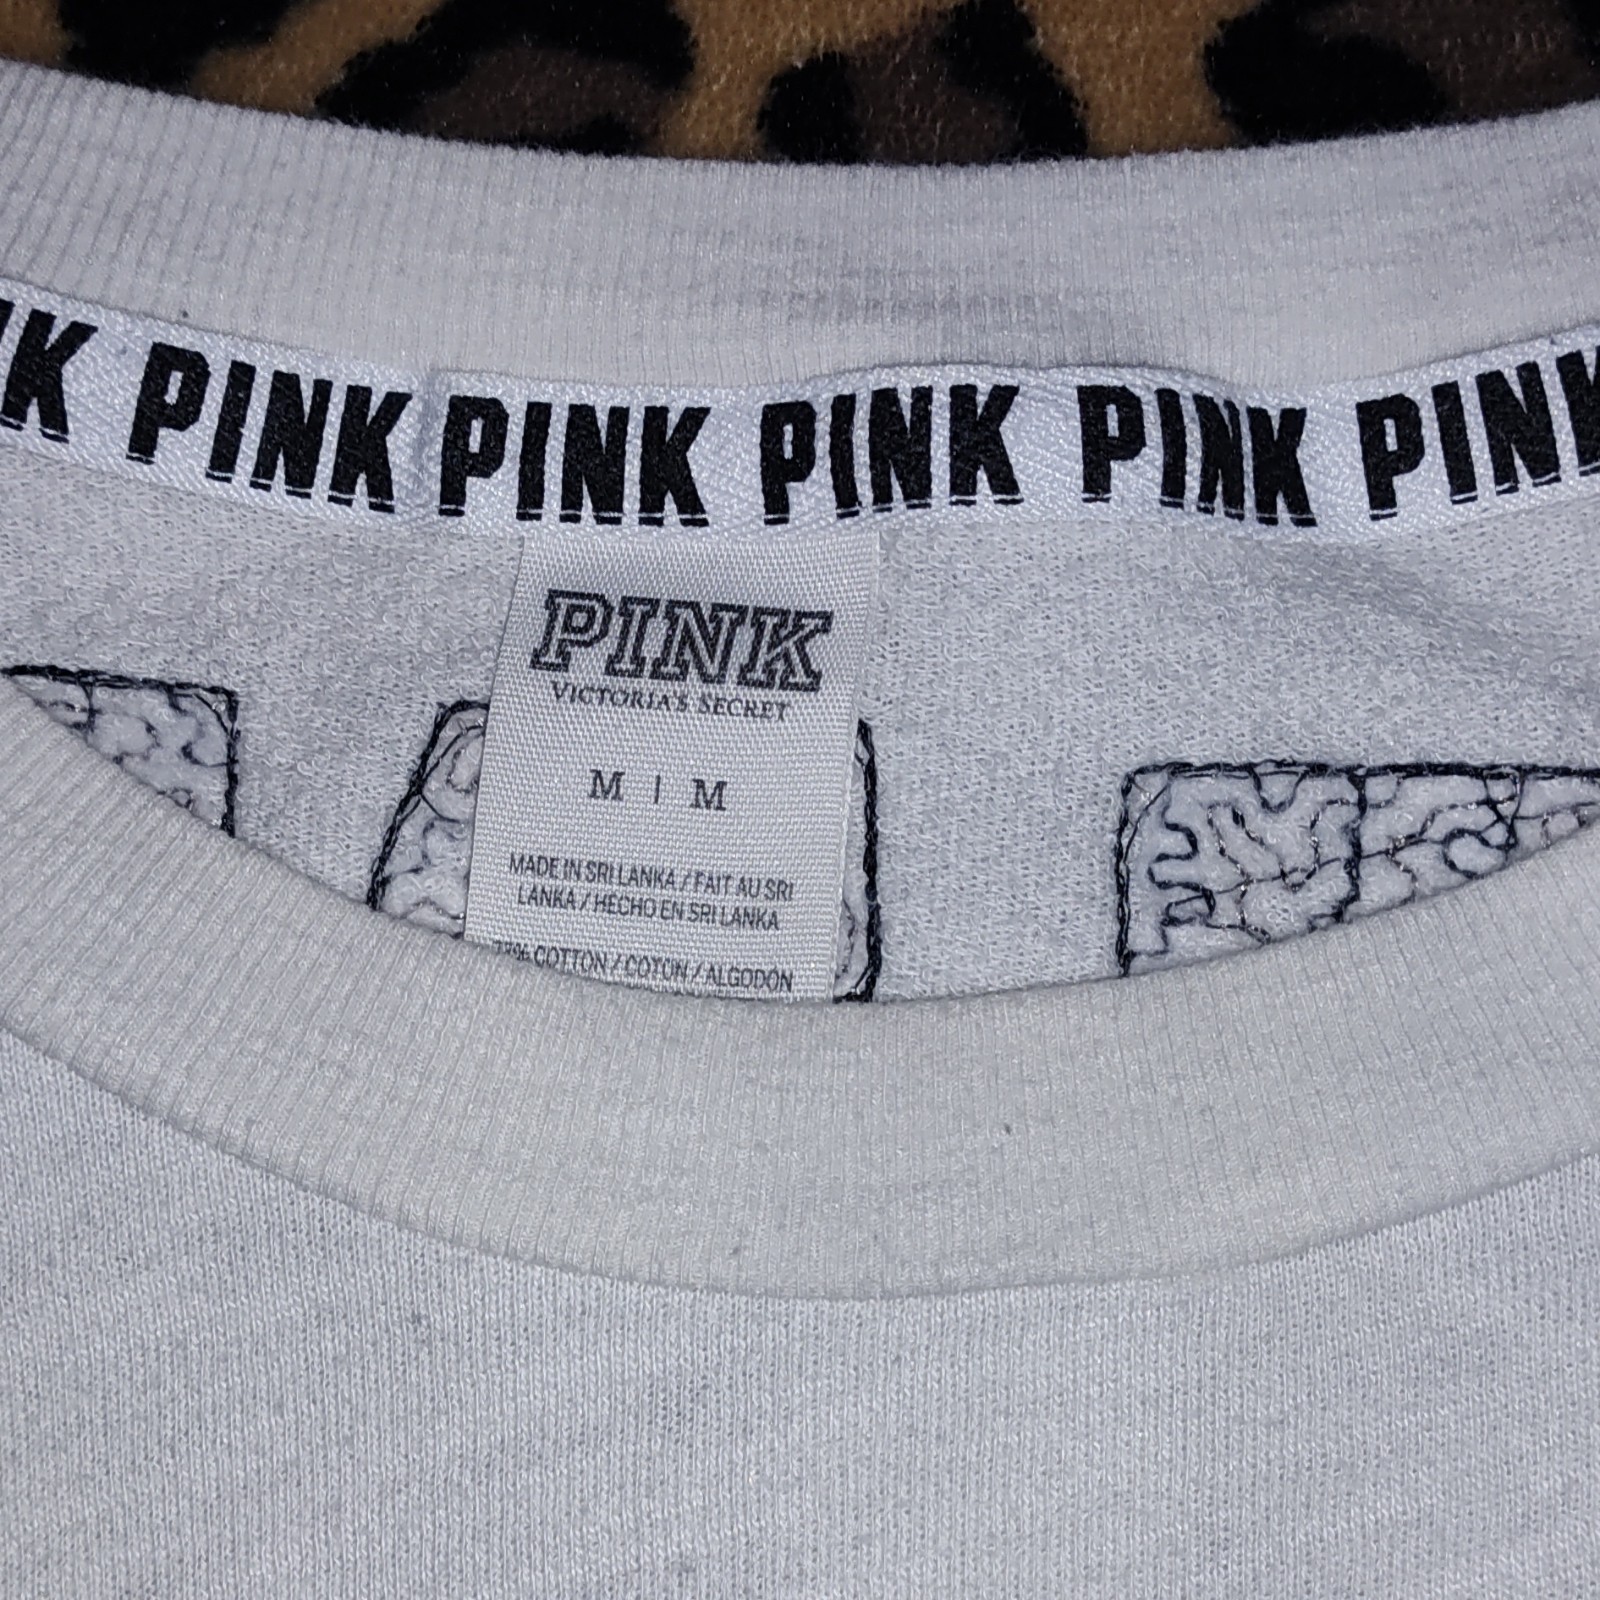 PINK PINK PINK PINK
PINK
VICTORIA'S SECRET
M | M
MADE IN SRI LANKA / FAIT AU SRI
LANKA / HECHO EN SRI LANKA
COTTON / COTON / ALGODON